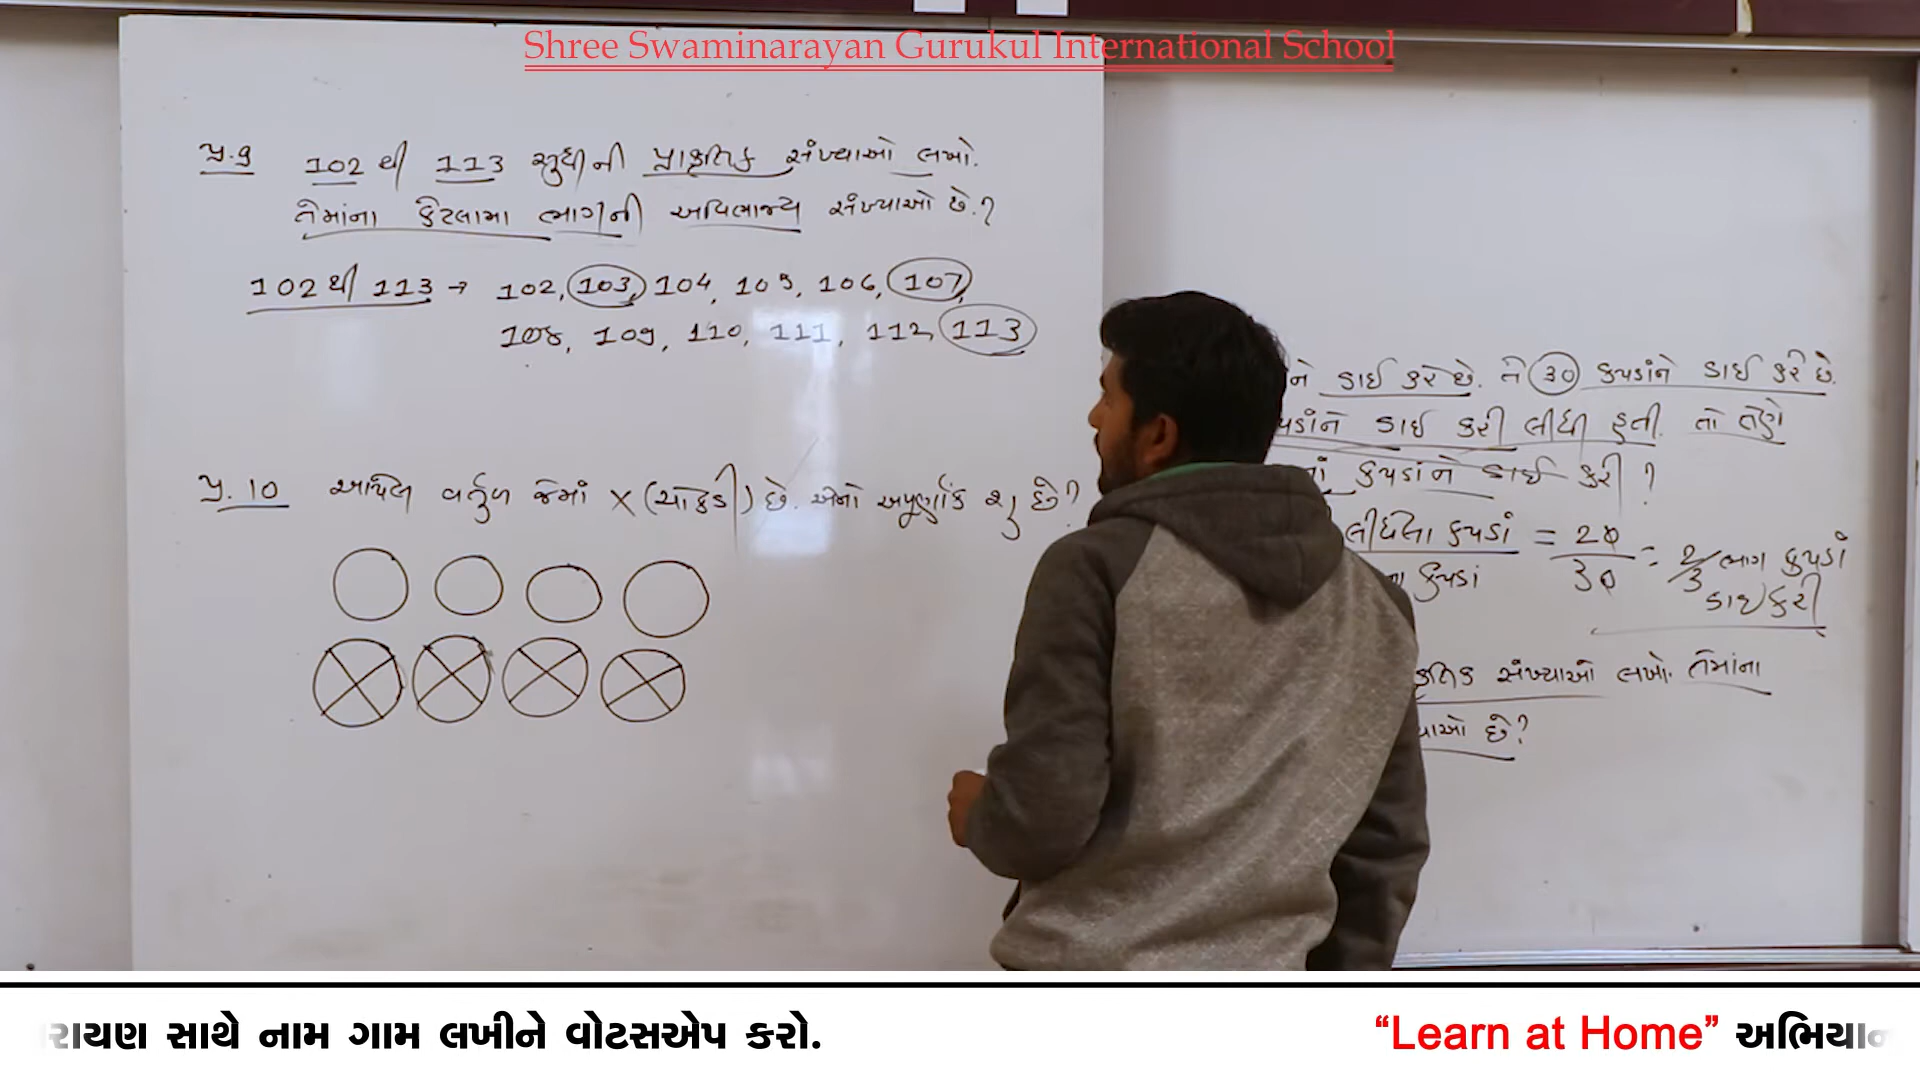 Shree Swaminarayan Gurukul International School
પ્ર.9 102 થી 113 સુધીની પ્રાકૃતિક સંખ્યાઓ લખો.
તેમાંના કેટલામા ભાગની અવિભાજ્ય સંખ્યાઓ છે.?
102 થી 113 → 102, 103, 104, 105, 106, 107,
108, 109, 110, 111, 112, 113
પ્ર. 10 આપેલ વર્તુળ જેમાં X (ચોકડી) છે. એનો અપૂર્ણાંક શુ છે?
ને ડાઈ કરે છે. તે 30 કપડાંને ડાઈ કરે છે.
પડાંને ડાઈ કરી લીધી હતી. તો તેણે
નાં કપડાંને ડાઈ કરી ?
લીધેલા કપડાં = 20 = 2/3 ભાગ કપડાં
ના કપડાં 30 ડાઈ કરી
કૃતિક સંખ્યાઓ લખો. તેમાંના
યાઓ છે?
રાયણ સાથે નામ ગામ લખીને વોટસએપ કરો. “Learn at Home” અભિયાન